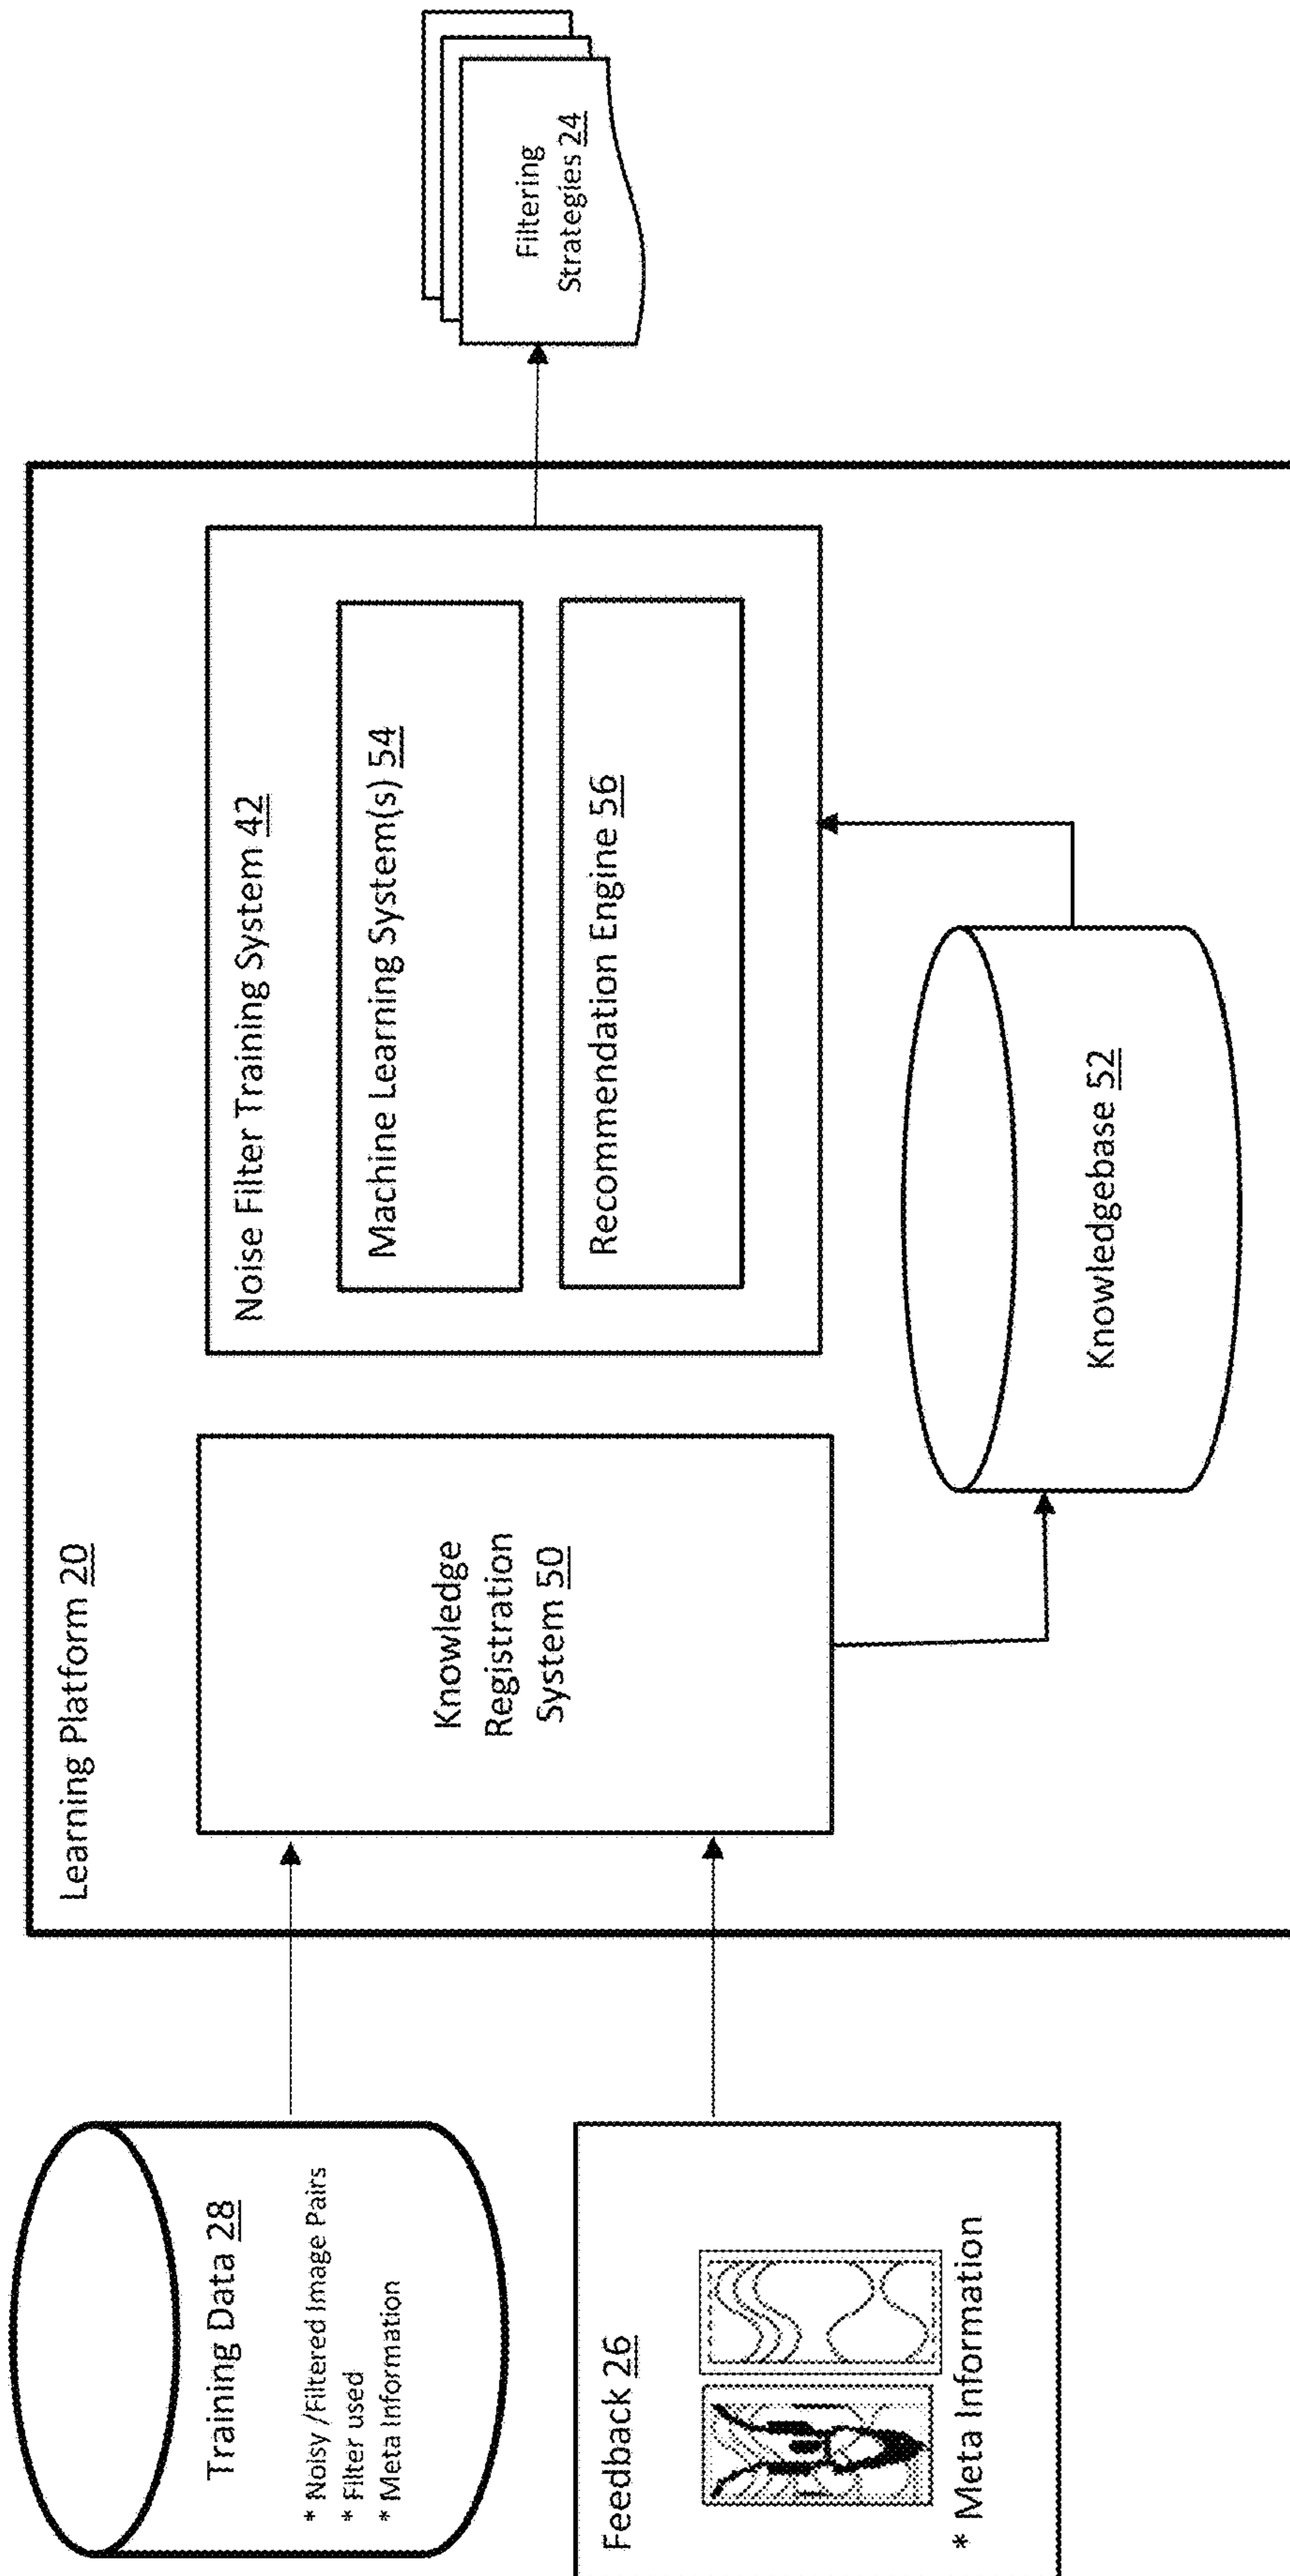 Training Data 28
* Noisy /Filtered Image Pairs
* Filter used
* Meta Information
Feedback 26
* Meta Information
Learning Platform 20
Knowledge
Registration
System 50
Knowledgebase 52
Noise Filter Training System 42
Machine Learning System(s) 54
Recommendation Engine 56
Filtering
Strategies 24